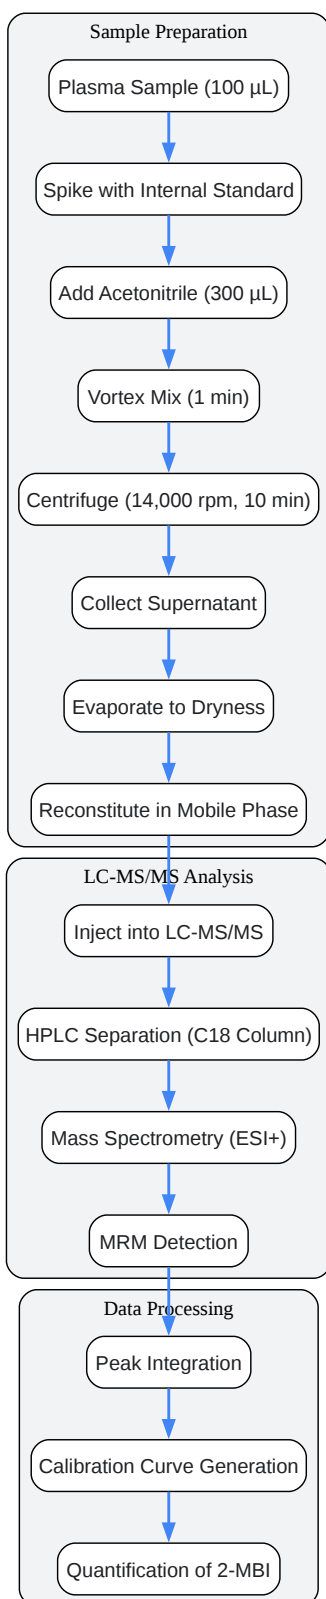 Sample Preparation
Plasma Sample (100 µL)
Spike with Internal Standard
Add Acetonitrile (300 µL)
Vortex Mix (1 min)
Centrifuge (14,000 rpm, 10 min)
Collect Supernatant
Evaporate to Dryness
Reconstitute in Mobile Phase
LC-MS/MS Analysis
Inject into LC-MS/MS
HPLC Separation (C18 Column)
Mass Spectrometry (ESI+)
MRM Detection
Data Processing
Peak Integration
Calibration Curve Generation
Quantification of 2-MBI